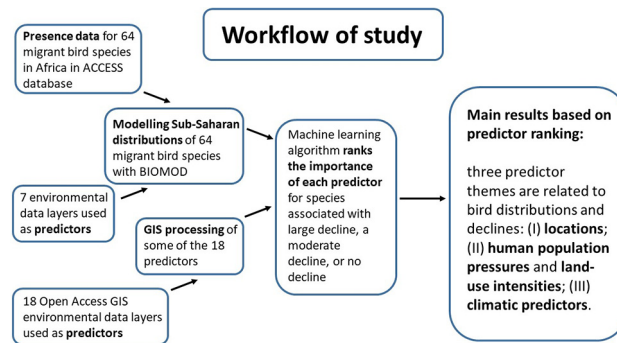 Workflow of study
Presence data for 64
migrant bird species
in Africa in ACCESS
database
Modelling Sub-Saharan
distributions of 64
migrant bird species
with BIOMOD
7 environmental
data layers used
as predictors
GIS processing of
some of the 18
predictors
18 Open Access GIS
environmental data layers
used as predictors
Machine learning
algorithm ranks
the importance
of each predictor
for species
associated with
large decline, a
moderate
decline, or no
decline
Main results based on
predictor ranking:
three predictor
themes are related to
bird distributions and
declines: (I) locations;
(II) human population
pressures and land-
use intensities; (III)
climatic predictors.